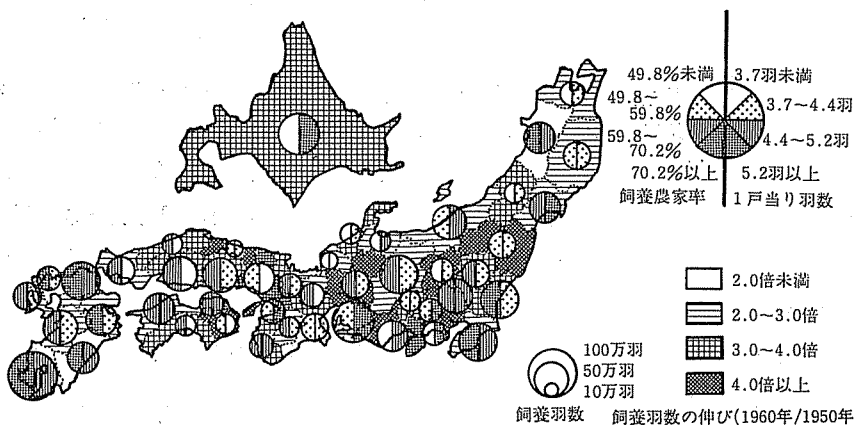 49.8%未満
3.7羽未満
49.8~
59.8%
3.7~4.4羽
59.8~
70.2%
4.4~5.2羽
70.2%以上
5.2羽以上
飼養農家率
1戸当り羽数
2.0倍未満
2.0~3.0倍
3.0~4.0倍
4.0倍以上
100万羽
50万羽
10万羽
飼養羽数
飼養羽数の伸び(1960年/1950年